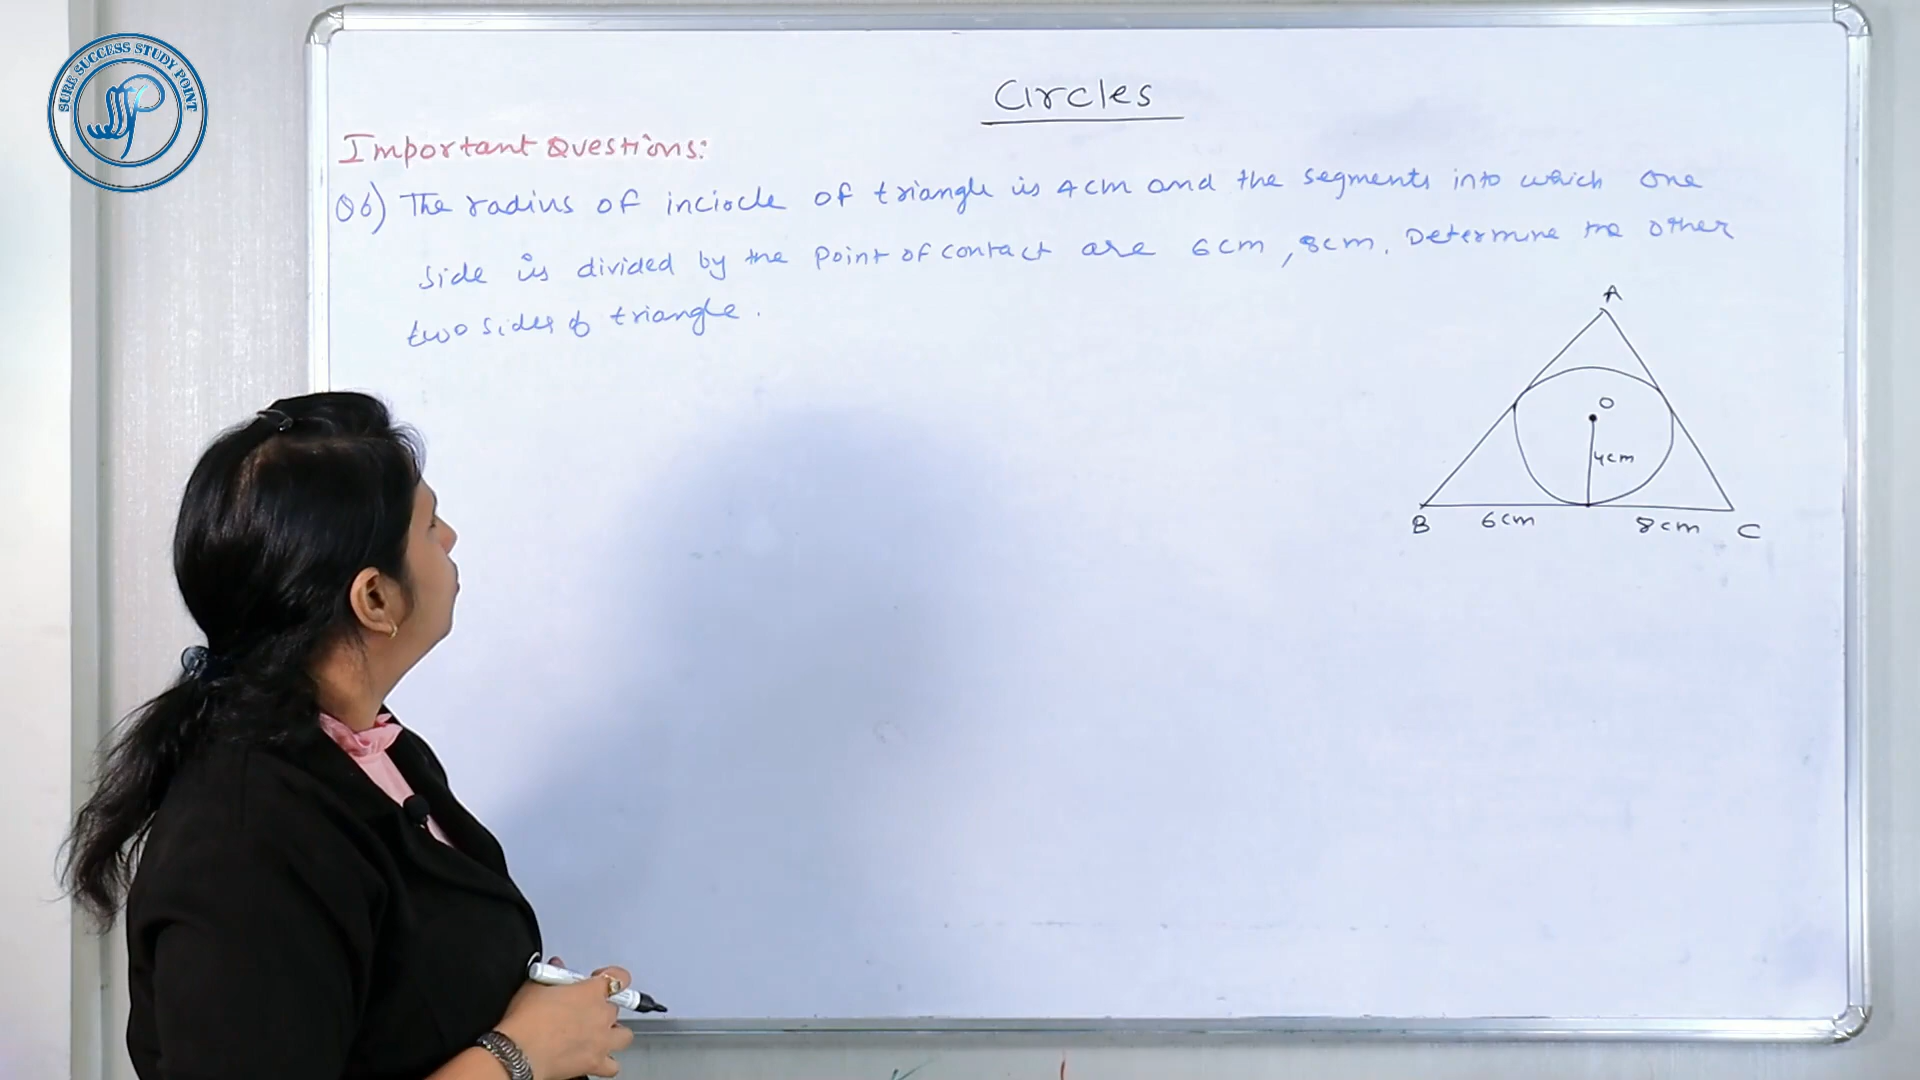 SURE SUCCESS STUDY POINT
SSP
Circles
Important Questions:
Q6) The radius of incircle of triangle is 4cm and the segments into which one
side is divided by the point of contact are 6cm, 8cm. Determine the other
two sides of triangle.
A
O
4cm
B 6cm 8cm C